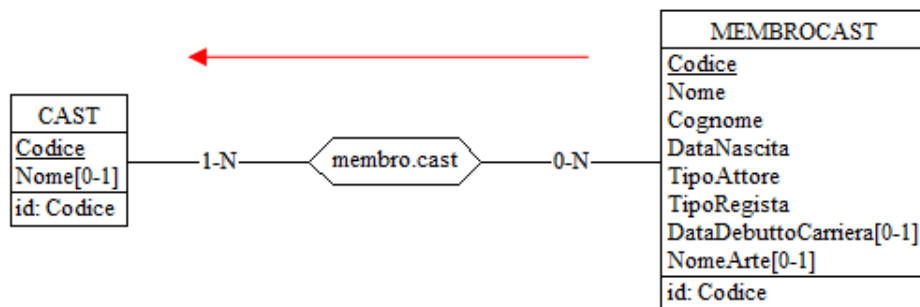 CAST
Codice
Nome[0-1]
id: Codice
1-N
membro.cast
0-N
MEMBROCAST
Codice
Nome
Cognome
DataNascita
TipoAttore
TipoRegista
DataDebuttoCarriera[0-1]
NomeArte[0-1]
id: Codice